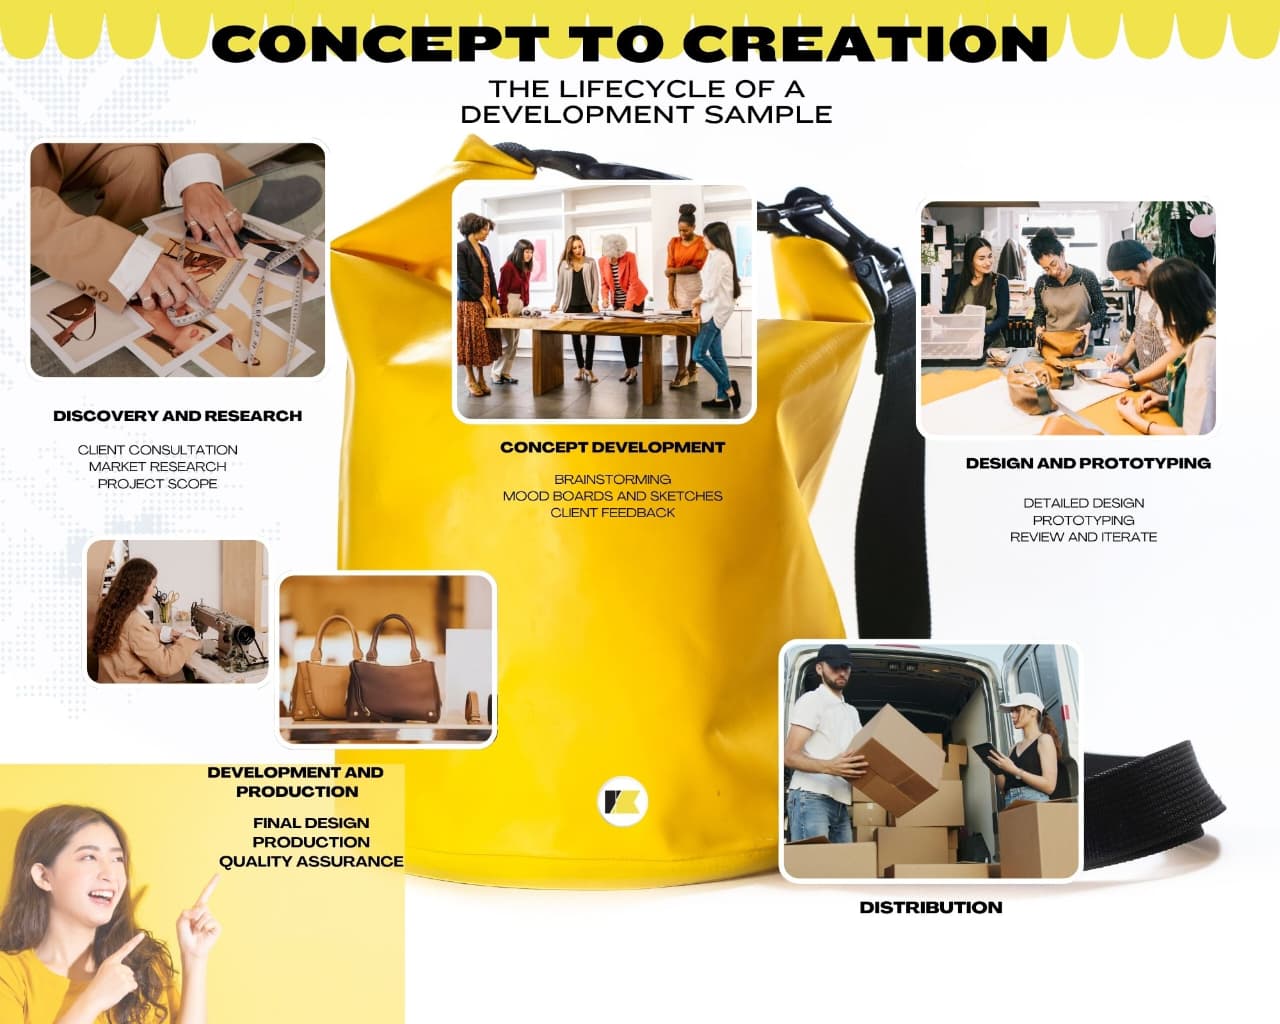 CONCEPT TO CREATION
THE LIFECYCLE OF A
DEVELOPMENT SAMPLE
DISCOVERY AND RESEARCH
CLIENT CONSULTATION
MARKET RESEARCH
PROJECT SCOPE
CONCEPT DEVELOPMENT
BRAINSTORMING
MOOD BOARDS AND SKETCHES
CLIENT FEEDBACK
DESIGN AND PROTOTYPING
DETAILED DESIGN
PROTOTYPING
REVIEW AND ITERATE
DEVELOPMENT AND
PRODUCTION
FINAL DESIGN
PRODUCTION
QUALITY ASSURANCE
DISTRIBUTION